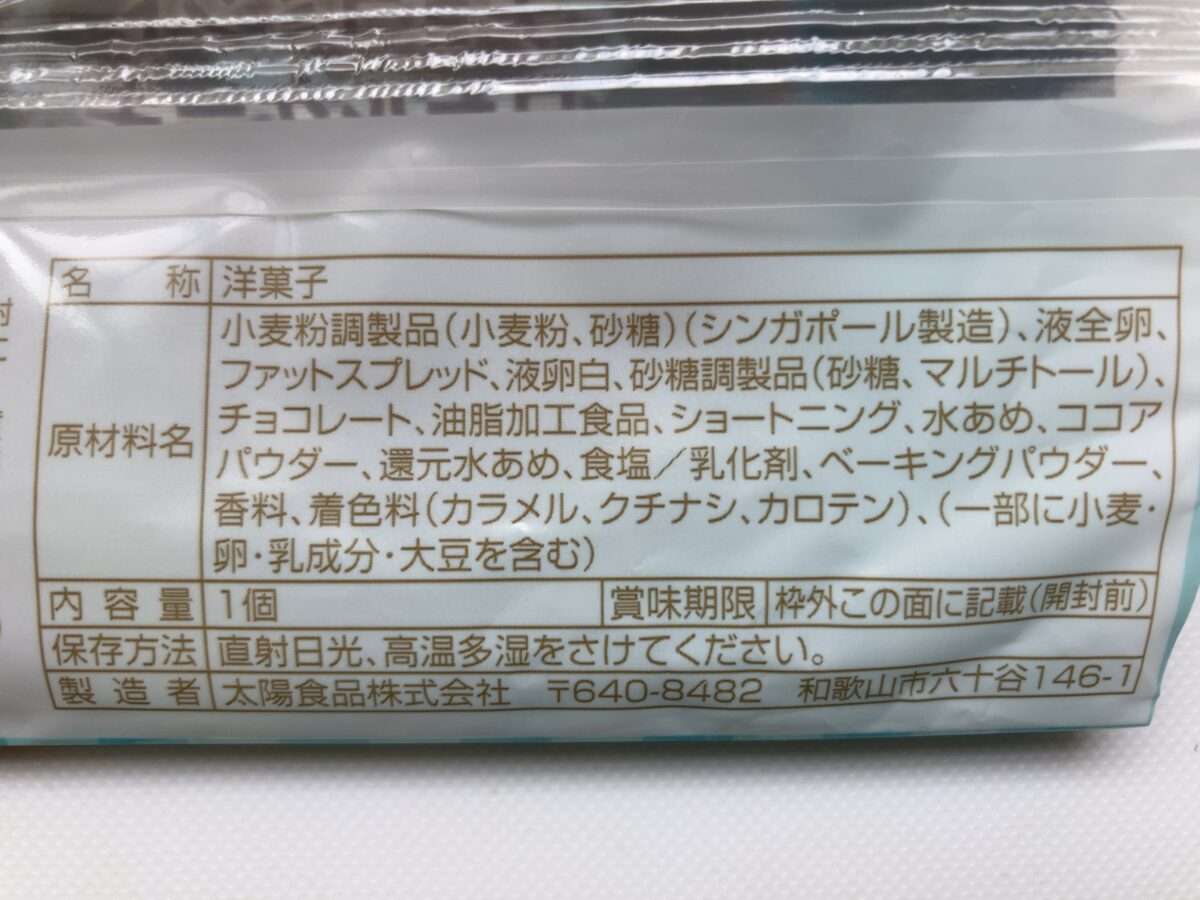 名称 洋菓子
原材料名 小麦粉調製品(小麦粉、砂糖)(シンガポール製造)、液全卵、
ファットスプレッド、液卵白、砂糖調製品(砂糖、マルチトール)、
チョコレート、油脂加工食品、ショートニング、水あめ、ココア
パウダー、還元水あめ、食塩/乳化剤、ベーキングパウダー、
香料、着色料(カラメル、クチナシ、カロテン)、(一部に小麦・
卵・乳成分・大豆を含む)
内容量 1個 賞味期限 枠外この面に記載(開封前)
保存方法 直射日光、高温多湿をさけてください。
製造者 太陽食品株式会社 〒640-8482 和歌山市六十谷146-1